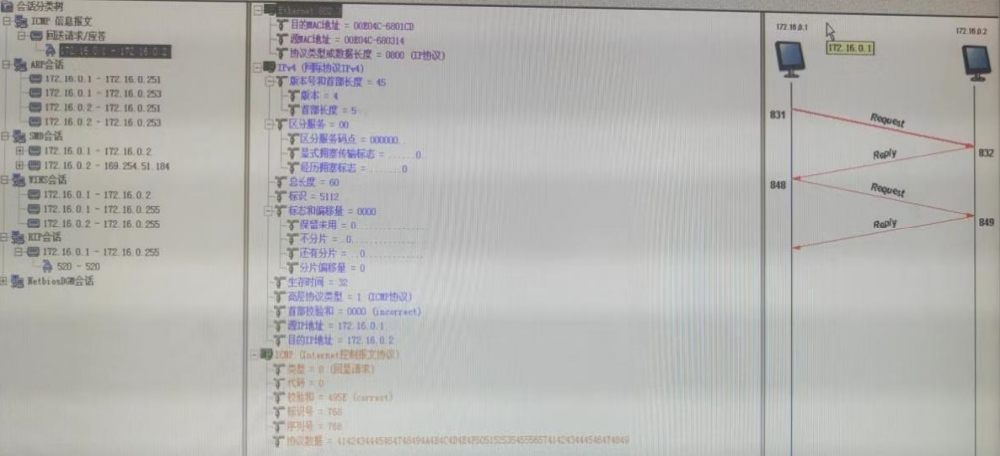 会话分类树
ICMP 信息报文
回送请求/应答
172.16.0.1 - 172.16.0.2
ARP会话
172.16.0.1 - 172.16.0.251
172.16.0.1 - 172.16.0.253
172.16.0.2 - 172.16.0.251
172.16.0.2 - 172.16.0.253
SMB会话
172.16.0.1 - 172.16.0.2
172.16.0.2 - 169.254.51.184
WINS会话
172.16.0.1 - 172.16.0.2
172.16.0.1 - 172.16.0.255
172.16.0.2 - 172.16.0.255
RIP会话
172.16.0.1 - 172.16.0.255
520 - 520
NetbiosDGM会话
Ethernet 802.3
目的MAC地址 = 00E04C-6801CD
源MAC地址 = 00E04C-680314
协议类型或数据长度 = 0800 (IP协议)
IPv4 (网际协议IPv4)
版本号和首部长度 = 45
版本 = 4
首部长度 = 5
区分服务 = 00
区分服务码点 = 000000..
显式拥塞传输标志 = ......0.
经历拥塞标志 = .......0
总长度 = 60
标识 = 5112
标志和偏移量 = 0000
保留未用 = 0...............
不分片 = .0..............
还有分片 = ..0.............
分片偏移量 = 0
生存时间 = 32
高层协议类型 = 1 (ICMP协议)
首部校验和 = 0000 (incorrect)
源IP地址 = 172.16.0.1
目的IP地址 = 172.16.0.2
ICMP (Internet控制报文协议)
类型 = 8 (回显请求)
代码 = 0
校验和 = 495E (correct)
标识号 = 768
序列号 = 768
协议数据 =
172.16.0.1
172.16.0.2
172.16.0.1
831
Request
832
Reply
848
Request
849
Reply